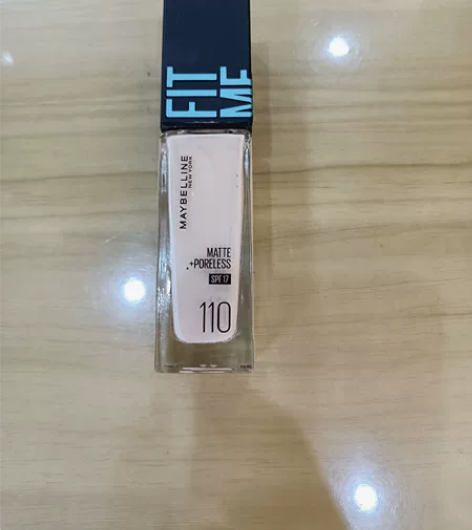 FIT
ME
MAYBELLINE
NEW YORK
MATTE
+PORELESS
SPF 17
110